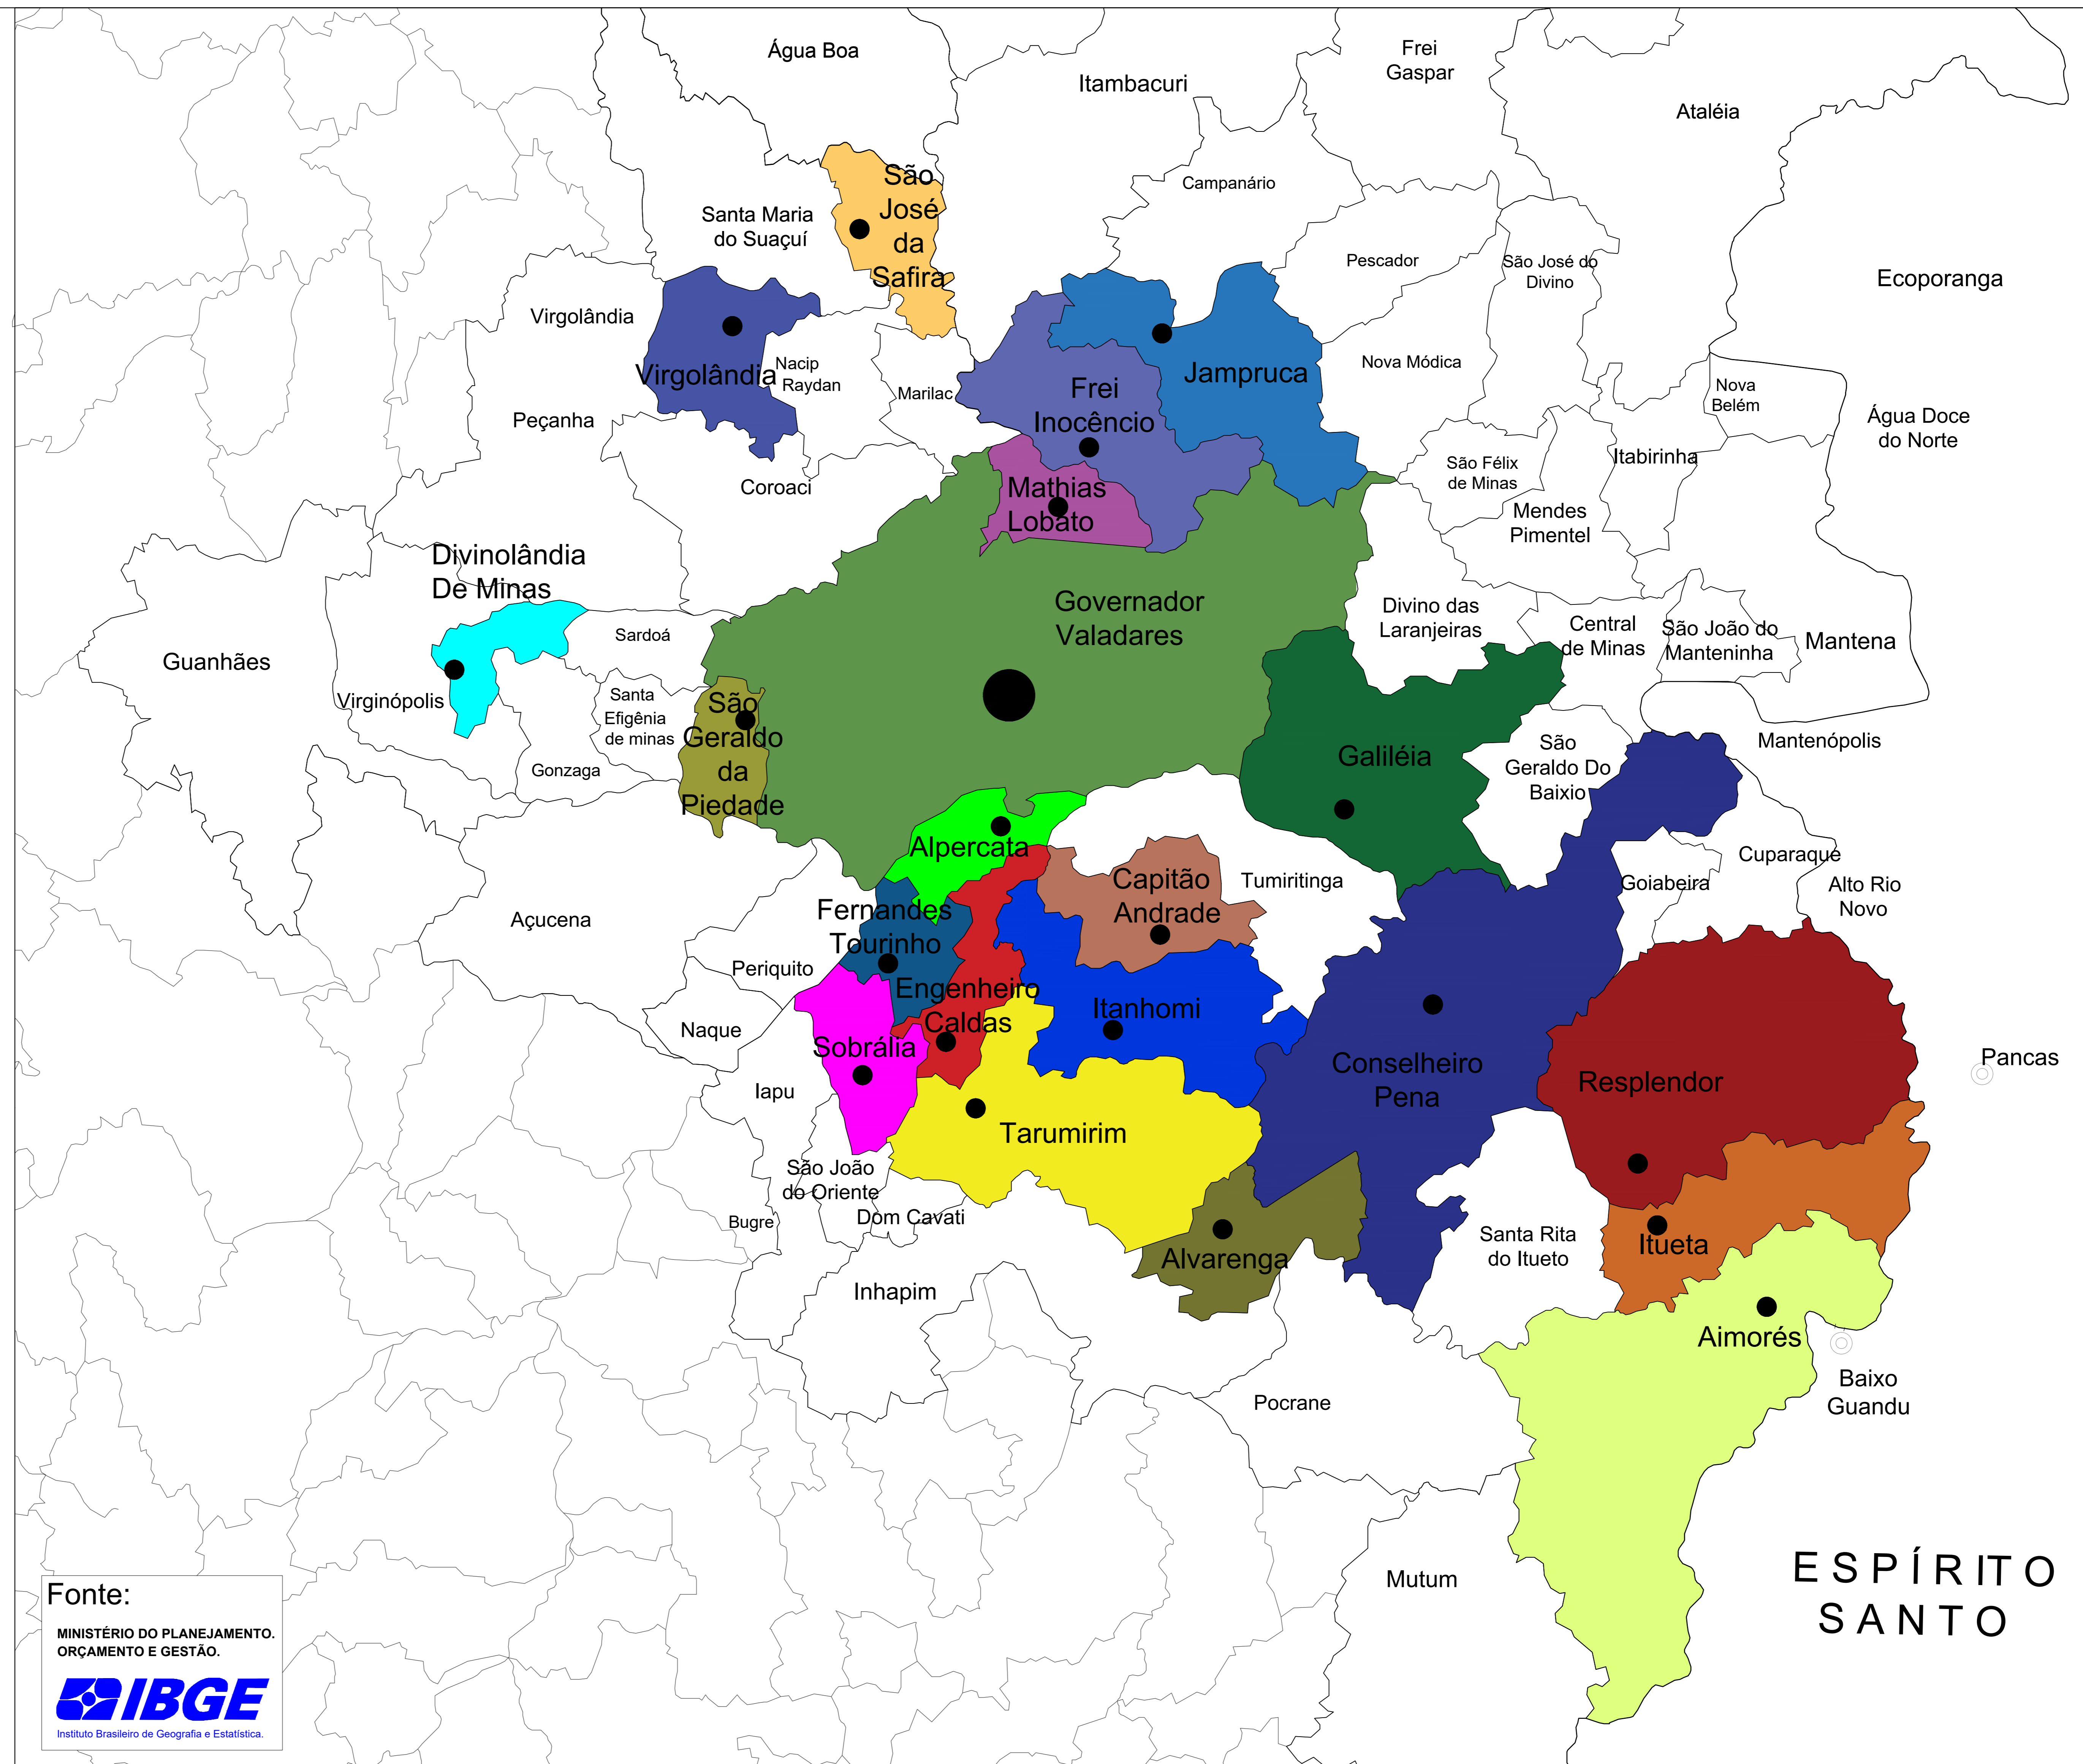 Água Boa
Itambacuri
Frei
Gaspar
Ataléia
São
José
da
Safira
Campanário
Santa Maria
do Suaçuí
Pescador
São José do
Divino
Ecoporanga
Virgolândia
Virgolândia
Nacip
Raydan
Marilac
Frei
Inocêncio
Jampruca
Nova Módica
Nova
Belém
Peçanha
Água Doce
do Norte
Coroaci
Mathias
Lobato
São Félix
de Minas
Itabirinha
Mendes
Pimentel
Divinolândia
De Minas
Governador
Valadares
Divino das
Laranjeiras
Central
de Minas
São João do
Manteninha
Mantena
Guanhães
Sardoá
Virginópolis
Santa
Efigênia
de minas
São
Geraldo
da
Piedade
Gonzaga
Galiléia
São
Geraldo Do
Baixio
Mantenópolis
Alpercata
Cuparaque
Capitão
Andrade
Tumiritinga
Goiabeira
Alto Rio
Novo
Açucena
Fernandes
Tourinho
Periquito
Engenheiro
Caldas
Itanhomi
Naque
Sobrália
Conselheiro
Pena
Resplendor
Pancas
Iapu
Tarumirim
São João
do Oriente
Bugre
Dom Cavati
Alvarenga
Santa Rita
do Itueto
Itueta
Inhapim
Aimorés
Baixo
Guandu
Pocrane
Mutum
ESPÍRITO
SANTO
Fonte:
MINISTÉRIO DO PLANEJAMENTO.
ORÇAMENTO E GESTÃO.
IBGE
Instituto Brasileiro de Geografia e Estatística.